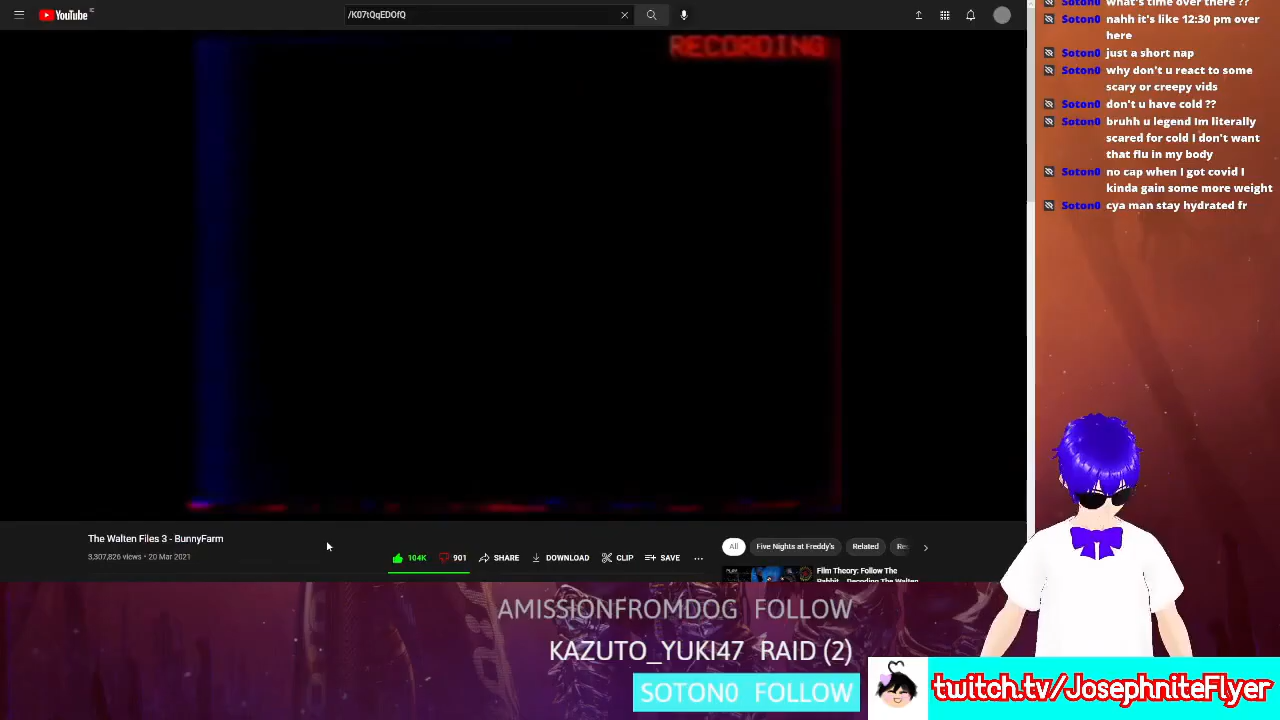 YouTube
/K07tQqEDOfQ
RECORDING
The Walten Files 3 - BunnyFarm
3,307,826 views • 20 Mar 2021
104K
901
SHARE
DOWNLOAD
CLIP
SAVE
All
Five Nights at Freddy's
Related
Film Theory: Follow The
Soton0 what's time over there ??
Soton0 nahh it's like 12:30 pm over
here
Soton0 just a short nap
Soton0 why don't u react to some
scary or creepy vids
Soton0 don't u have cold ??
Soton0 bruhh u legend Im literally
scared for cold I don't want
that flu in my body
Soton0 no cap when I got covid I
kinda gain some more weight
Soton0 cya man stay hydrated fr
AMISSIONFROMDOG FOLLOW
KAZUTO_YUKI47 RAID (2)
SOTON0 FOLLOW
twitch.tv/JosephniteFlyer